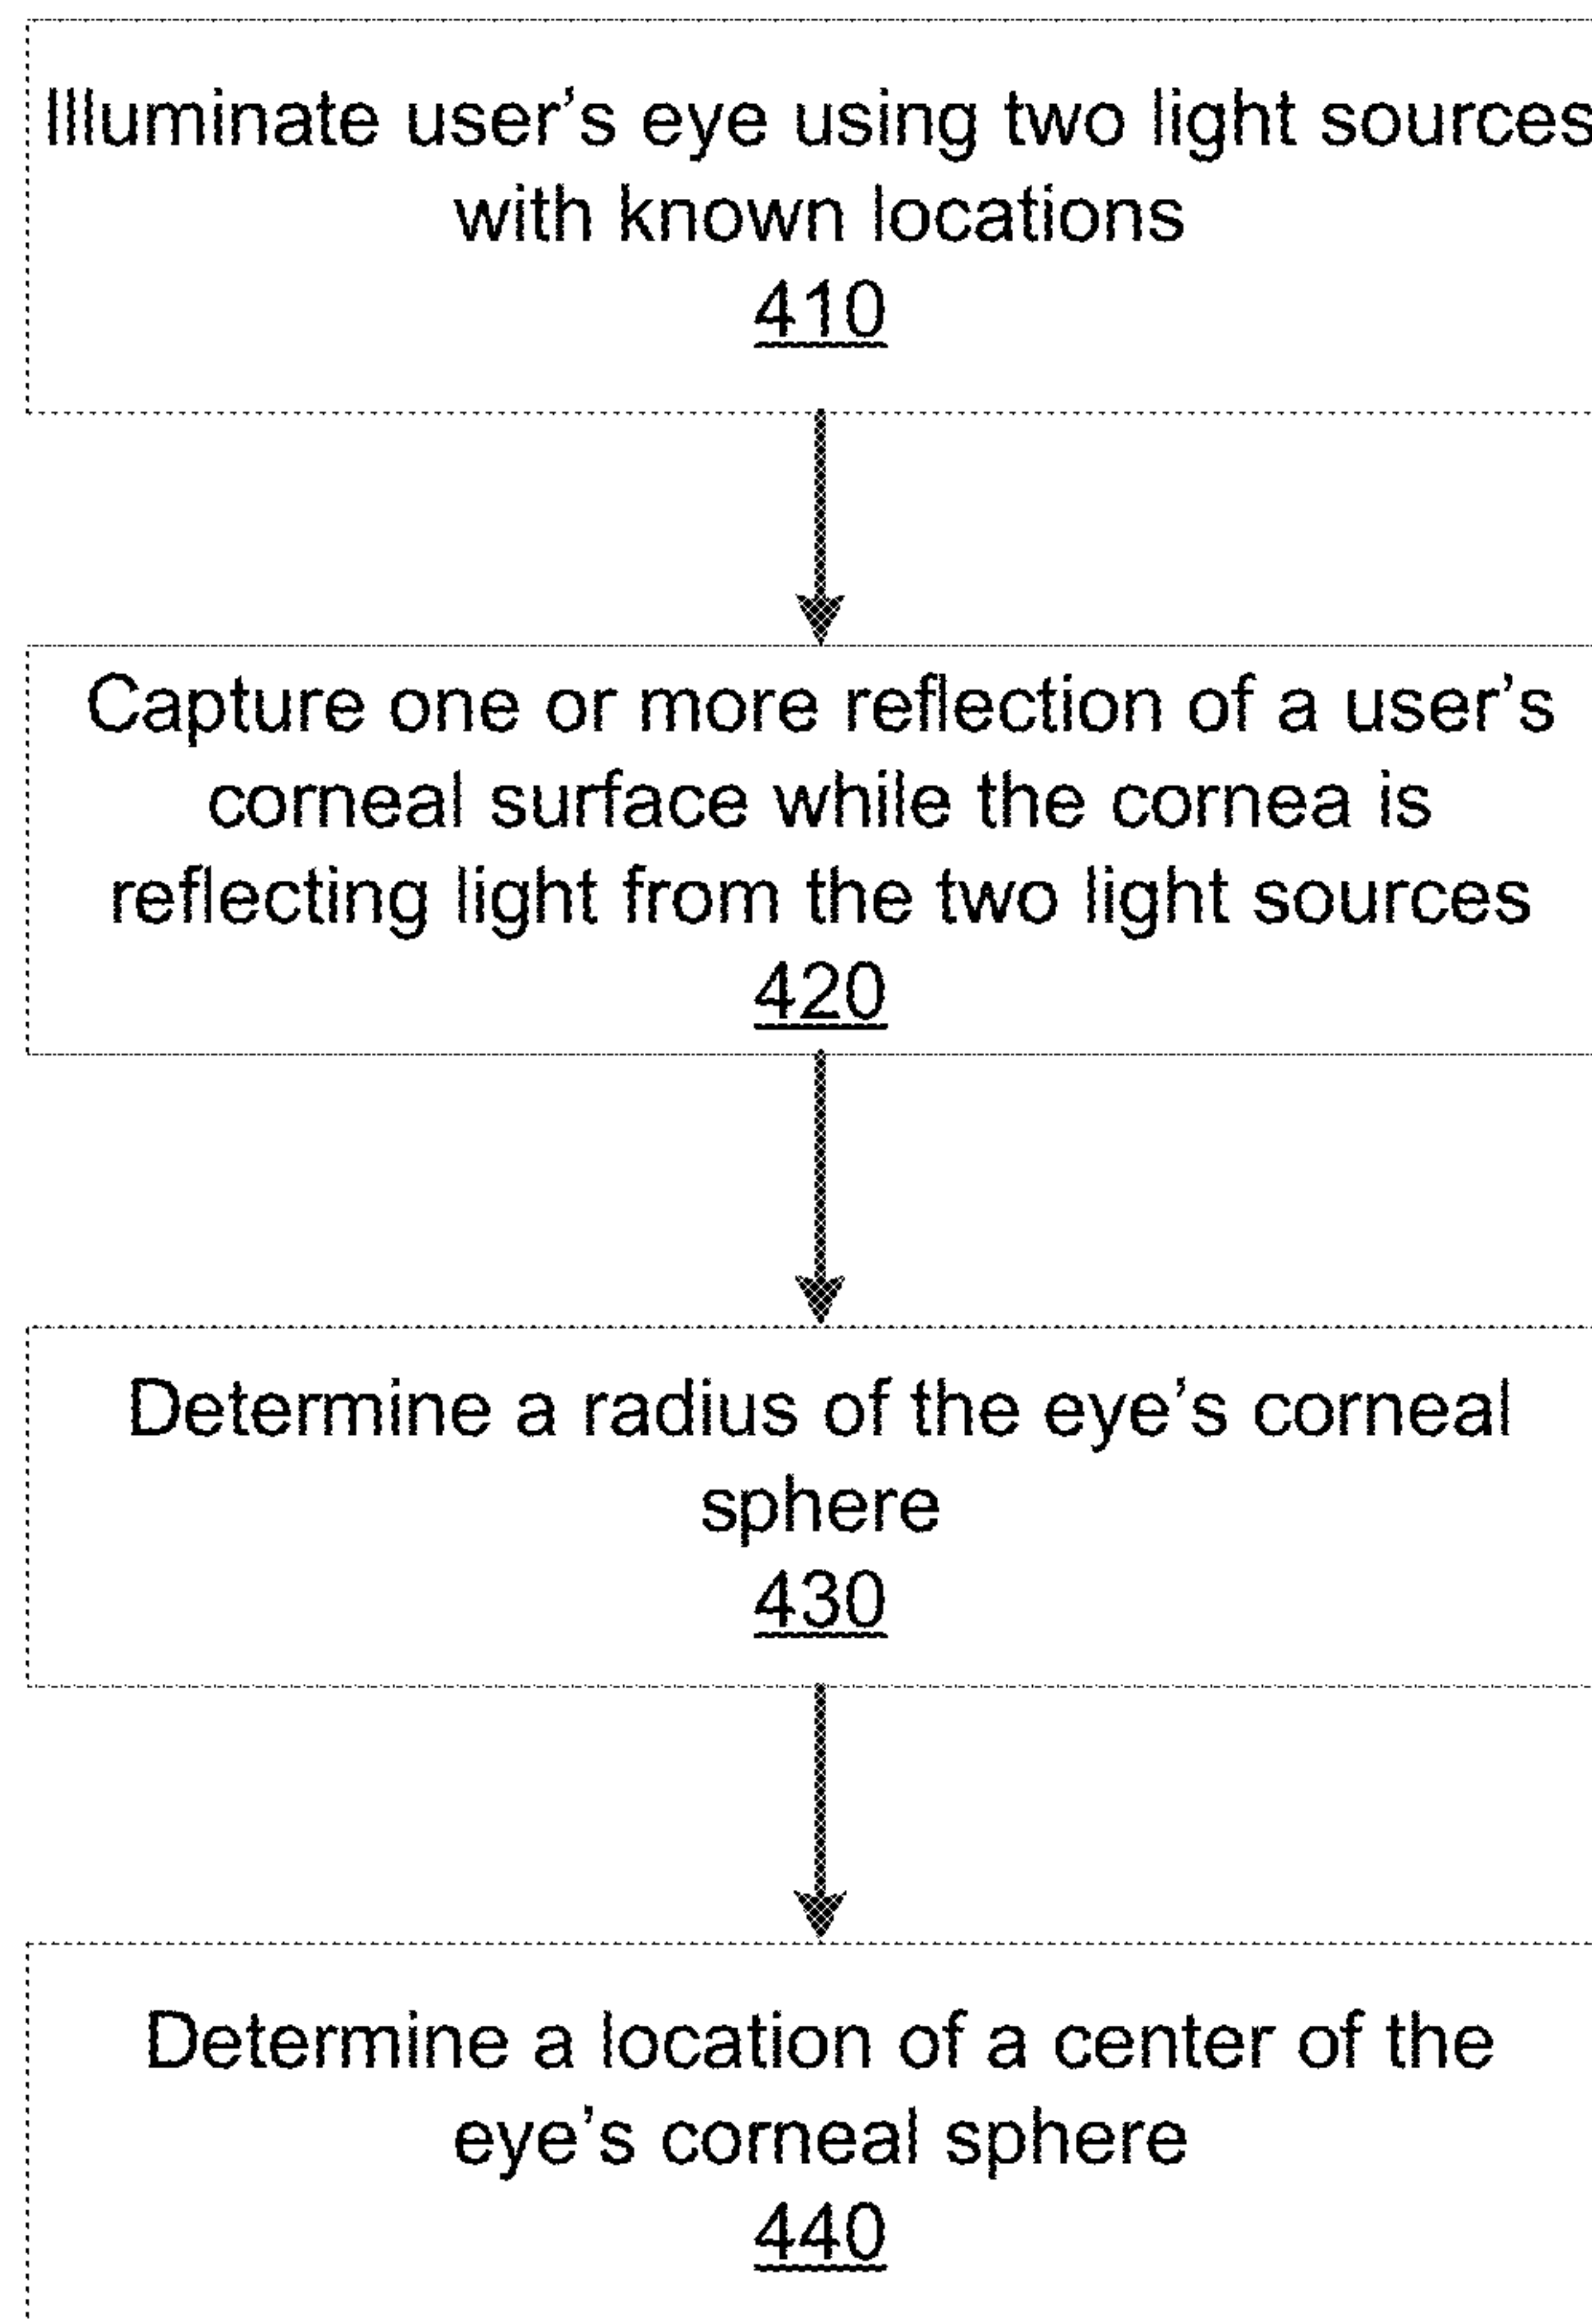 Illuminate user's eye using two light sources
with known locations
410
Capture one or more reflection of a user's
corneal surface while the cornea is
reflecting light from the two light sources
420
Determine a radius of the eye's corneal
sphere
430
Determine a location of a center of the
eye's corneal sphere
440